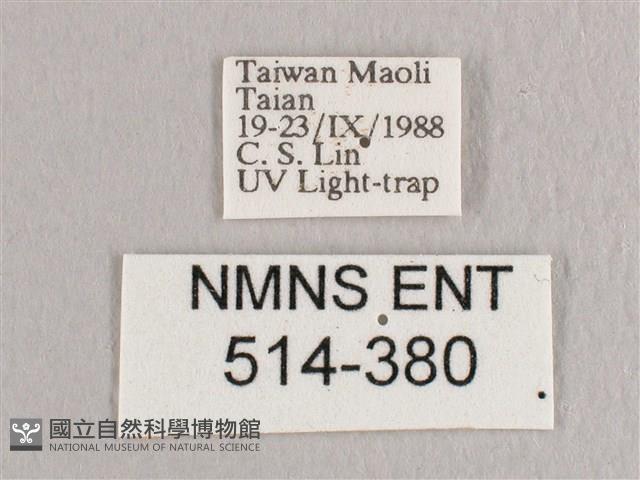 Taiwan Maoli
Taian
19-23/IX/1988
C. S. Lin
UV Light-trap
NMNS ENT
514-380
國立自然科學博物館
NATIONAL MUSEUM OF NATURAL SCIENCE